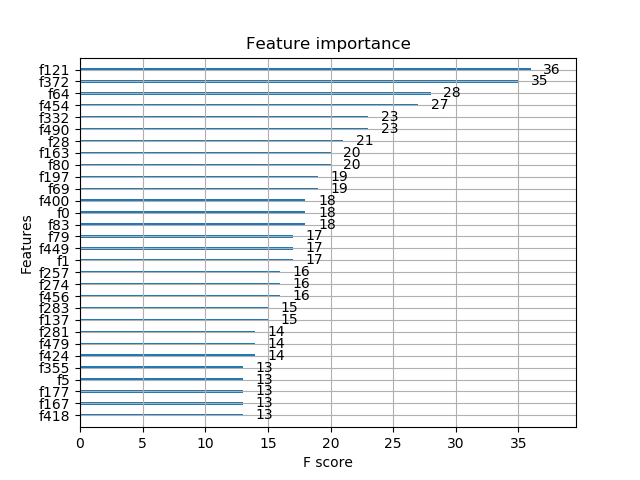 Feature importance
f121 36
f372 35
f64 28
f454 27
f332 23
f490 23
f28 21
f163 20
f80 20
f197 19
f69 19
f400 18
f0 18
f83 18
f79 17
f449 17
f1 17
f257 16
f274 16
f456 16
f283 15
f137 15
f281 14
f479 14
f424 14
f355 13
f5 13
f177 13
f167 13
f418 13
Features
0 5 10 15 20 25 30 35
F score